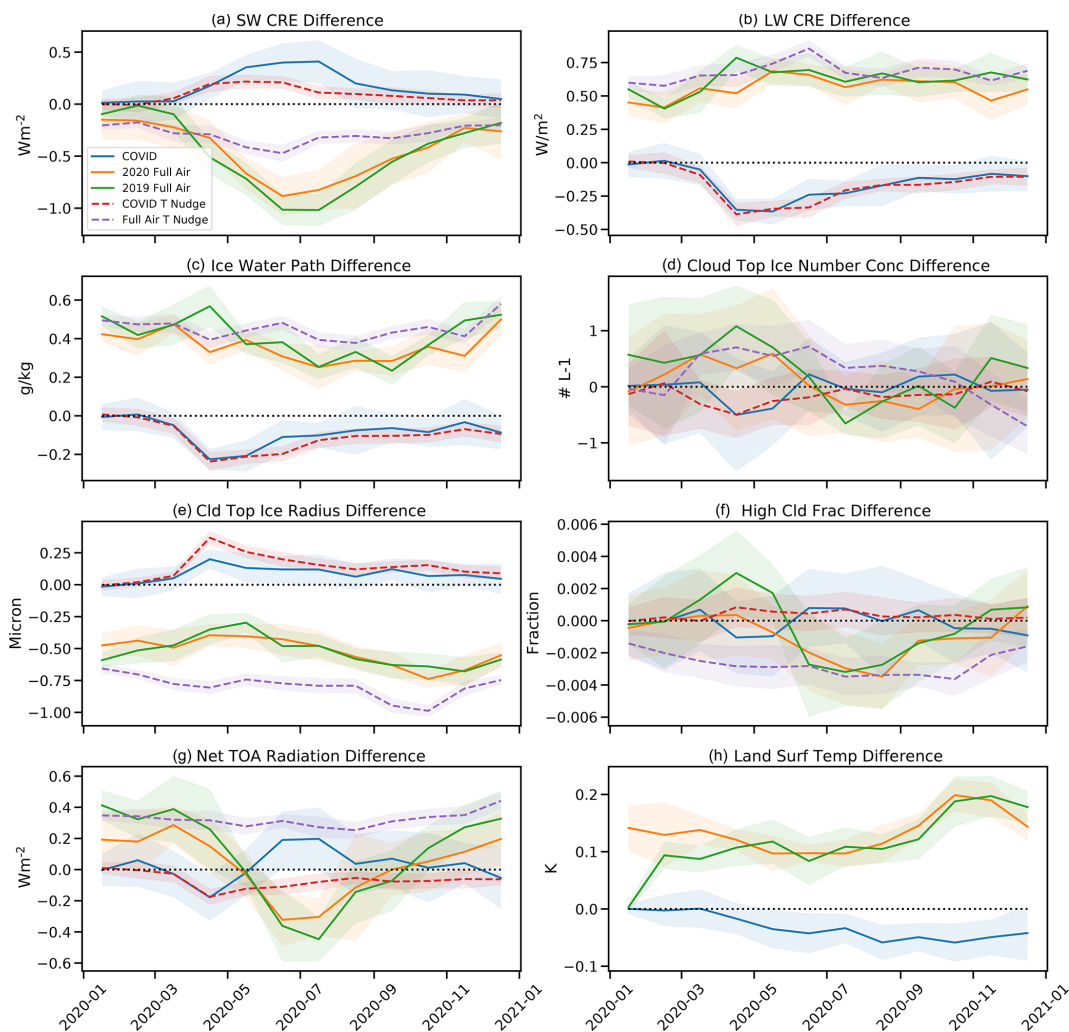 (a) SW CRE Difference
(b) LW CRE Difference
0.5
0.0
−0.5
−1.0
Wm-2
COVID
2020 Full Air
2019 Full Air
COVID T Nudge
Full Air T Nudge
0.75
0.50
0.25
0.00
−0.25
−0.50
W/m²
(c) Ice Water Path Difference
(d) Cloud Top Ice Number Conc Difference
0.6
0.4
0.2
0.0
−0.2
g/kg
1
0
−1
# L-1
(e) Cld Top Ice Radius Difference
(f) High Cld Frac Difference
0.25
0.00
−0.25
−0.50
−0.75
−1.00
Micron
0.006
0.004
0.002
0.000
−0.002
−0.004
−0.006
Fraction
(g) Net TOA Radiation Difference
(h) Land Surf Temp Difference
0.6
0.4
0.2
0.0
−0.2
−0.4
−0.6
Wm-2
0.2
0.1
0.0
−0.1
K
2020-01 2020-03 2020-05 2020-07 2020-09 2020-11 2021-01
2020-01 2020-03 2020-05 2020-07 2020-09 2020-11 2021-01